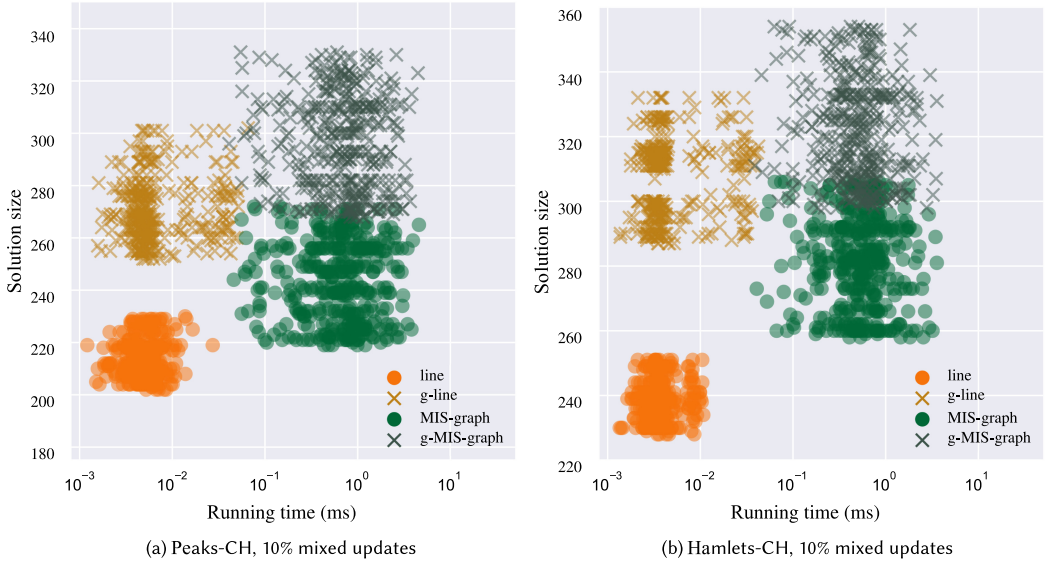 340
320
300
280
260
240
220
200
180
Solution size
10⁻³ 10⁻² 10⁻¹ 10⁰ 10¹
Running time (ms)
line
g-line
MIS-graph
g-MIS-graph
(a) Peaks-CH, 10% mixed updates
360
340
320
300
280
260
240
220
Solution size
10⁻³ 10⁻² 10⁻¹ 10⁰ 10¹
Running time (ms)
line
g-line
MIS-graph
g-MIS-graph
(b) Hamlets-CH, 10% mixed updates